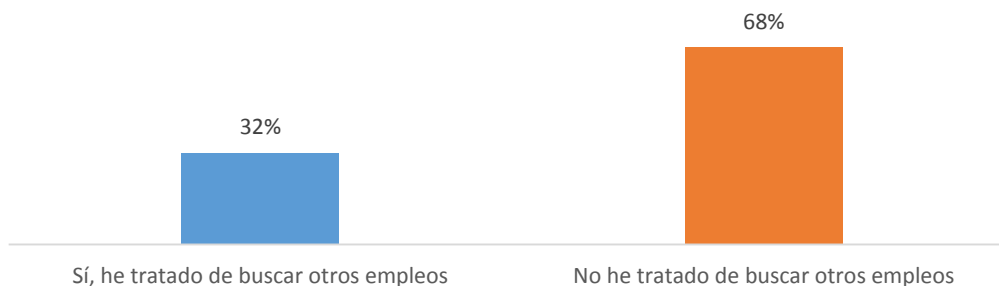 68%
32%
Sí, he tratado de buscar otros empleos
No he tratado de buscar otros empleos